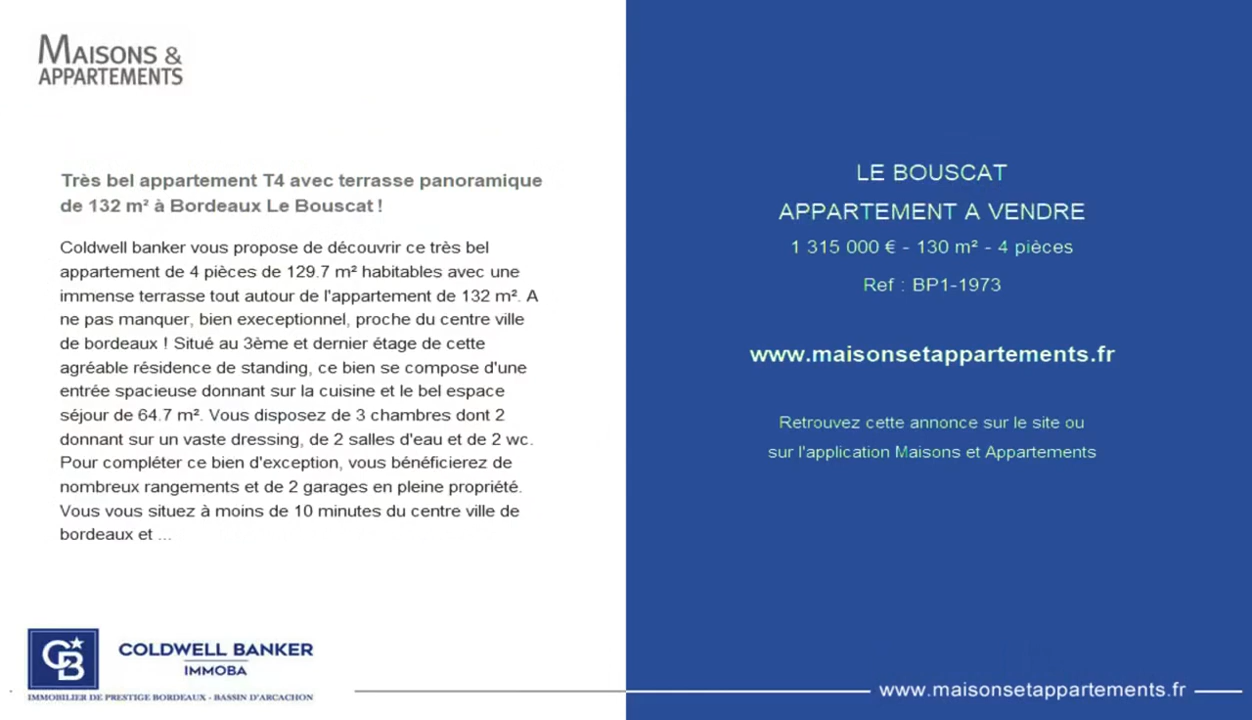 MAISONS &
APPARTEMENTS
Très bel appartement T4 avec terrasse panoramique
de 132 m² à Bordeaux Le Bouscat !
Coldwell banker vous propose de découvrir ce très bel
appartement de 4 pièces de 129.7 m² habitables avec une
immense terrasse tout autour de l'appartement de 132 m². A
ne pas manquer, bien execeptionnel, proche du centre ville
de bordeaux ! Situé au 3ème et dernier étage de cette
agréable résidence de standing, ce bien se compose d'une
entrée spacieuse donnant sur la cuisine et le bel espace
séjour de 64.7 m². Vous disposez de 3 chambres dont 2
donnant sur un vaste dressing, de 2 salles d'eau et de 2 wc.
Pour compléter ce bien d'exception, vous bénéficierez de
nombreux rangements et de 2 garages en pleine propriété.
Vous vous situez à moins de 10 minutes du centre ville de
bordeaux et ...
CB
COLDWELL BANKER
IMMOBA
IMMOBILIER DE PRESTIGE BORDEAUX - BASSIN D'ARCACHON
LE BOUSCAT
APPARTEMENT A VENDRE
1 315 000 € - 130 m² - 4 pièces
Ref : BP1-1973
www.maisonsetappartements.fr
Retrouvez cette annonce sur le site ou
sur l'application Maisons et Appartements
www.maisonsetappartements.fr